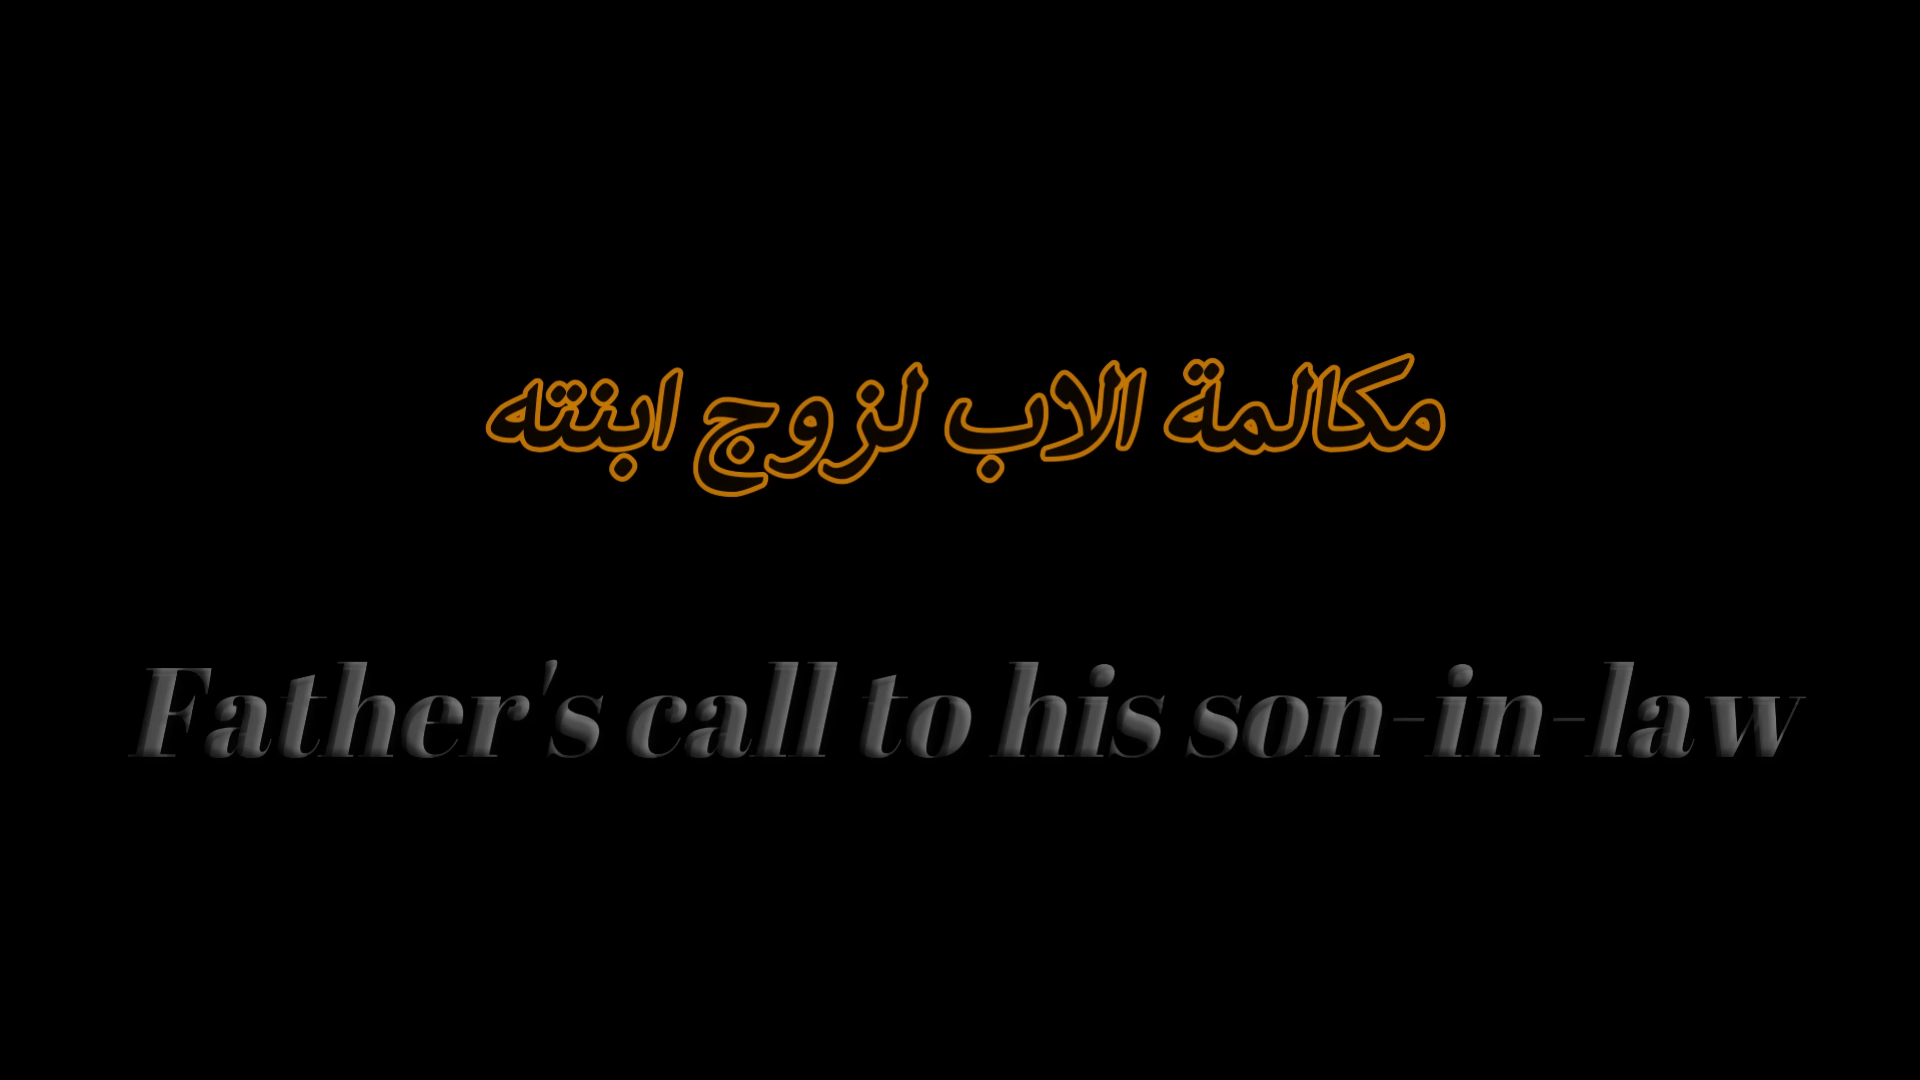 مكالمة الاب لزوج ابنته
Father's call to his son-in-law